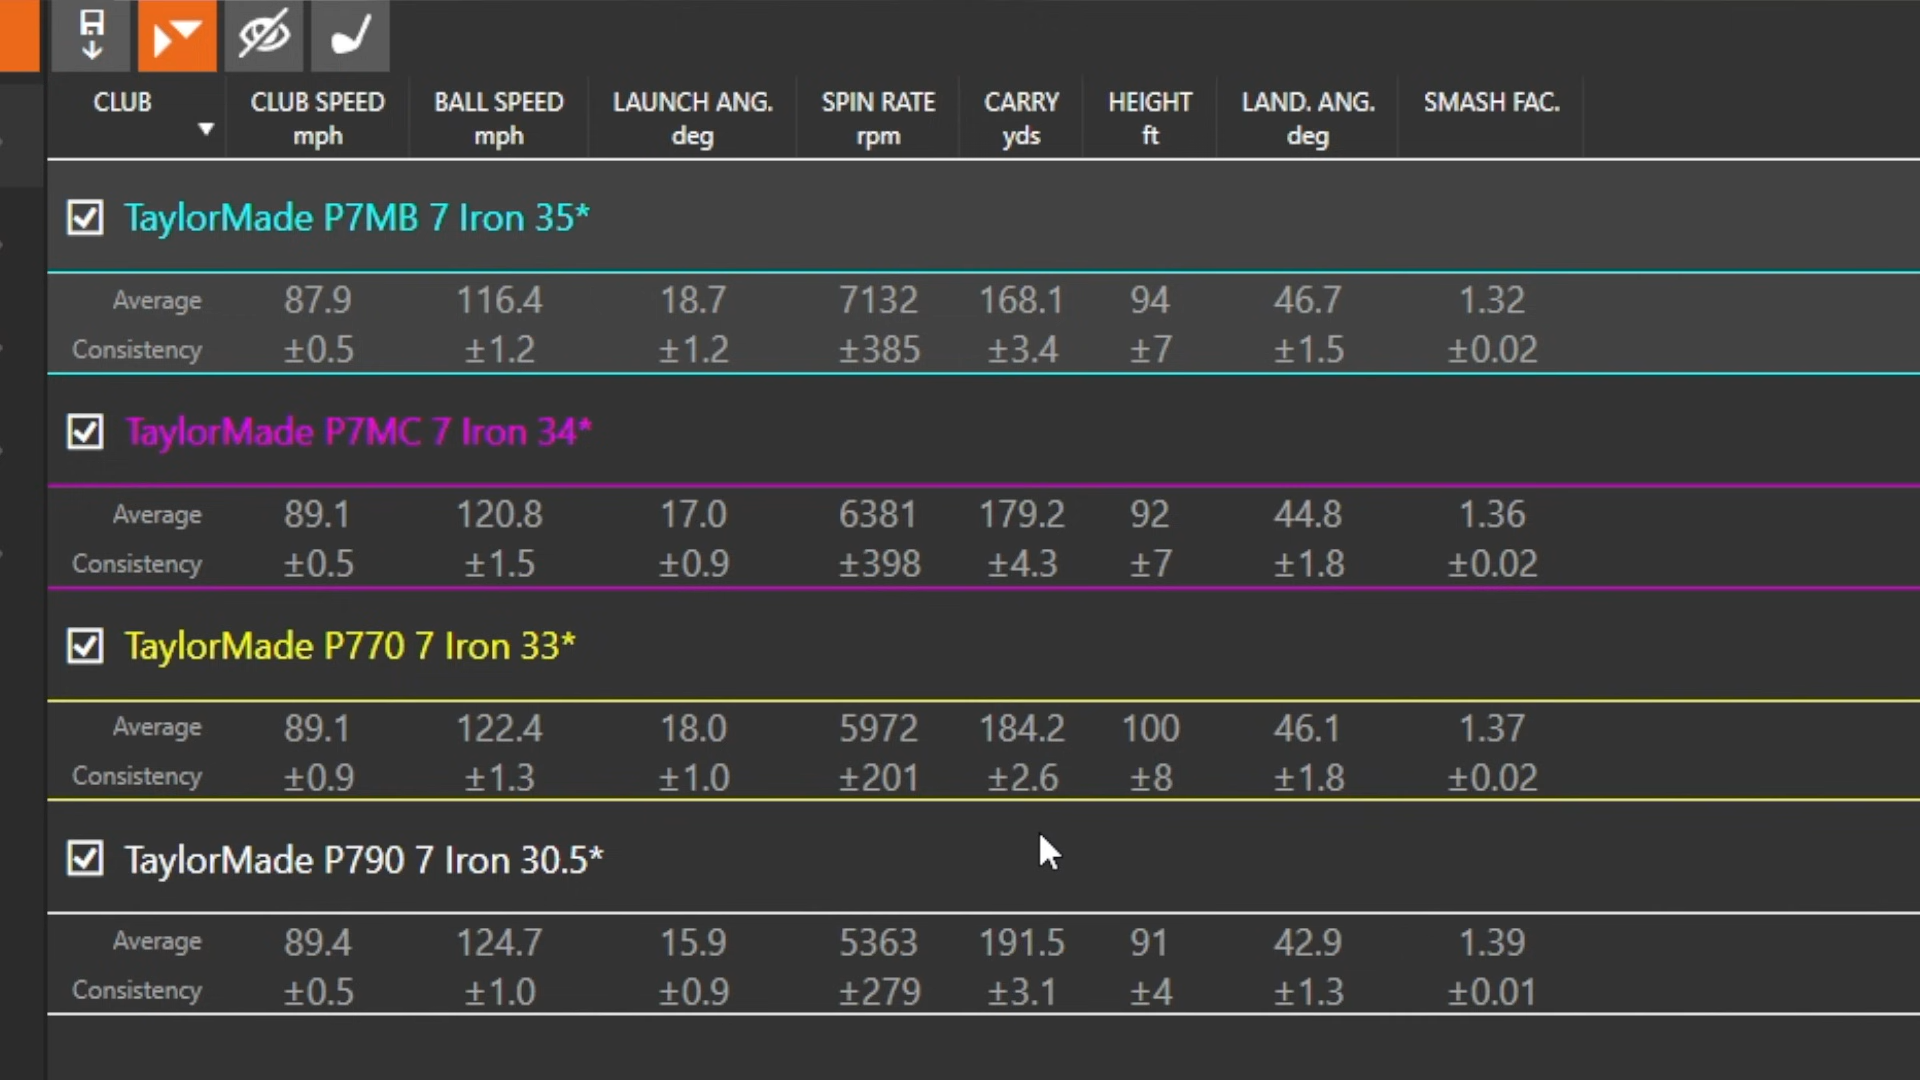 CLUB CLUB SPEED BALL SPEED LAUNCH ANG. SPIN RATE CARRY HEIGHT LAND. ANG. SMASH FAC.
mph mph deg rpm yds ft deg
TaylorMade P7MB 7 Iron 35*
Average 87.9 116.4 18.7 7132 168.1 94 46.7 1.32
Consistency ±0.5 ±1.2 ±1.2 ±385 ±3.4 ±7 ±1.5 ±0.02
TaylorMade P7MC 7 Iron 34*
Average 89.1 120.8 17.0 6381 179.2 92 44.8 1.36
Consistency ±0.5 ±1.5 ±0.9 ±398 ±4.3 ±7 ±1.8 ±0.02
TaylorMade P770 7 Iron 33*
Average 89.1 122.4 18.0 5972 184.2 100 46.1 1.37
Consistency ±0.9 ±1.3 ±1.0 ±201 ±2.6 ±8 ±1.8 ±0.02
TaylorMade P790 7 Iron 30.5*
Average 89.4 124.7 15.9 5363 191.5 91 42.9 1.39
Consistency ±0.5 ±1.0 ±0.9 ±279 ±3.1 ±4 ±1.3 ±0.01